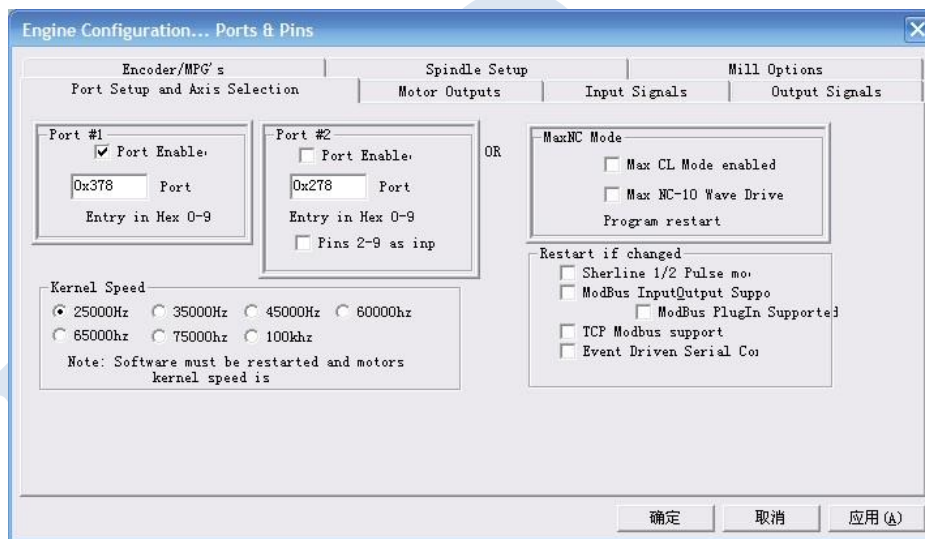 Engine Configuration... Ports & Pins
Encoder/MPG's Spindle Setup Mill Options
Port Setup and Axis Selection Motor Outputs Input Signals Output Signals
Port #1
Port Enable
0x378 Port
Entry in Hex 0-9
Port #2
Port Enable
0x278 Port
Entry in Hex 0-9
Pins 2-9 as inp
OR
MaxNC Mode
Max CL Mode enabled
Max NC-10 Wave Drive
Program restart
Kernel Speed
25000Hz 35000Hz 45000Hz 60000hz
65000hz 75000hz 100khz
Note: Software must be restarted and motors
kernel speed is
Restart if changed
Sherline 1/2 Pulse mo
ModBus InputOutput Suppo
ModBus PlugIn Supported
TCP Modbus support
Event Driven Serial Co
确定 取消 应用(A)